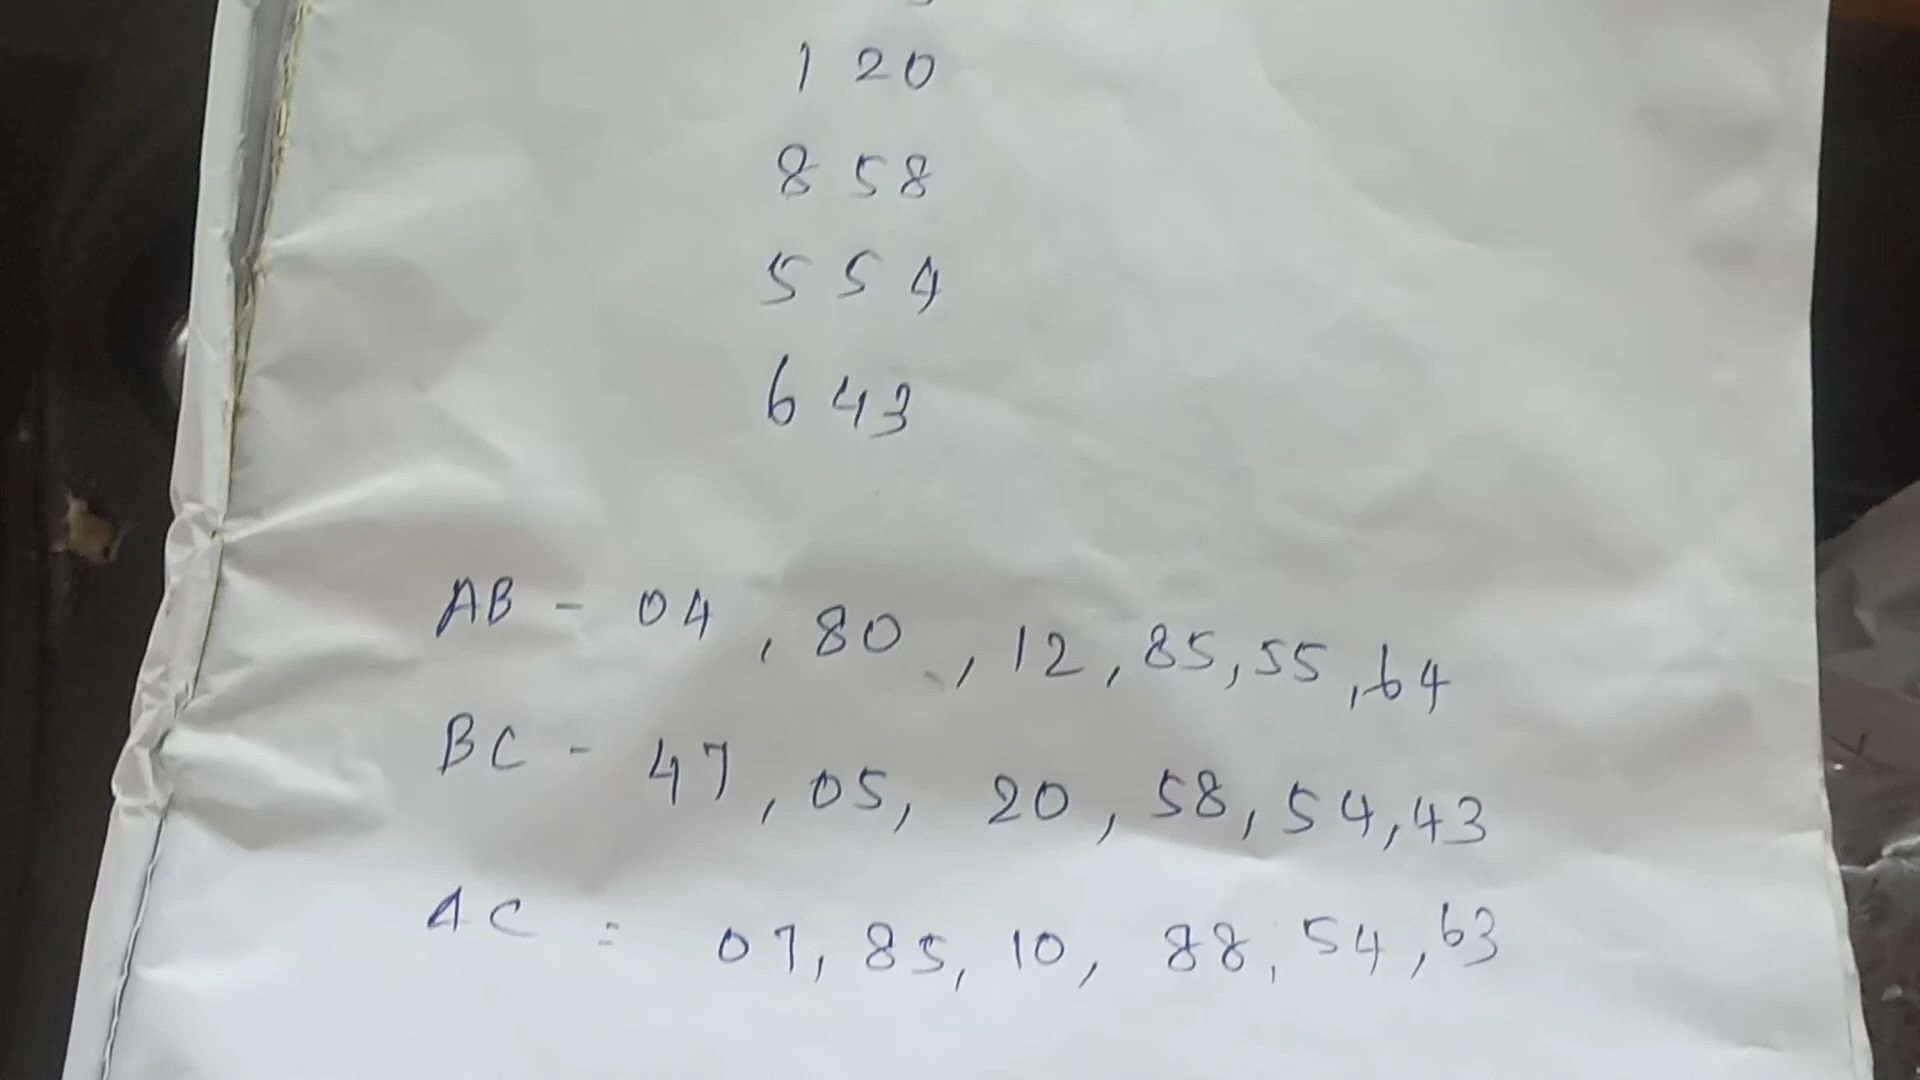 120
858
554
643
AB - 04, 80, 12, 85, 55, 64
BC - 47, 05, 20, 58, 54, 43
AC = 07, 85, 10, 88, 54, 63